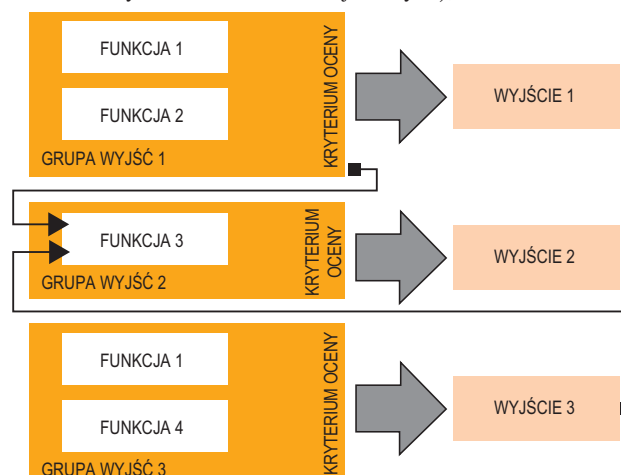 FUNKCJA 1
FUNKCJA 2
GRUPA WYJŚĆ 1
KRYTERIUM OCENY
WYJŚCIE 1
FUNKCJA 3
GRUPA WYJŚĆ 2
KRYTERIUM
OCENY
WYJŚCIE 2
FUNKCJA 1
FUNKCJA 4
GRUPA WYJŚĆ 3
KRYTERIUM OCENY
WYJŚCIE 3